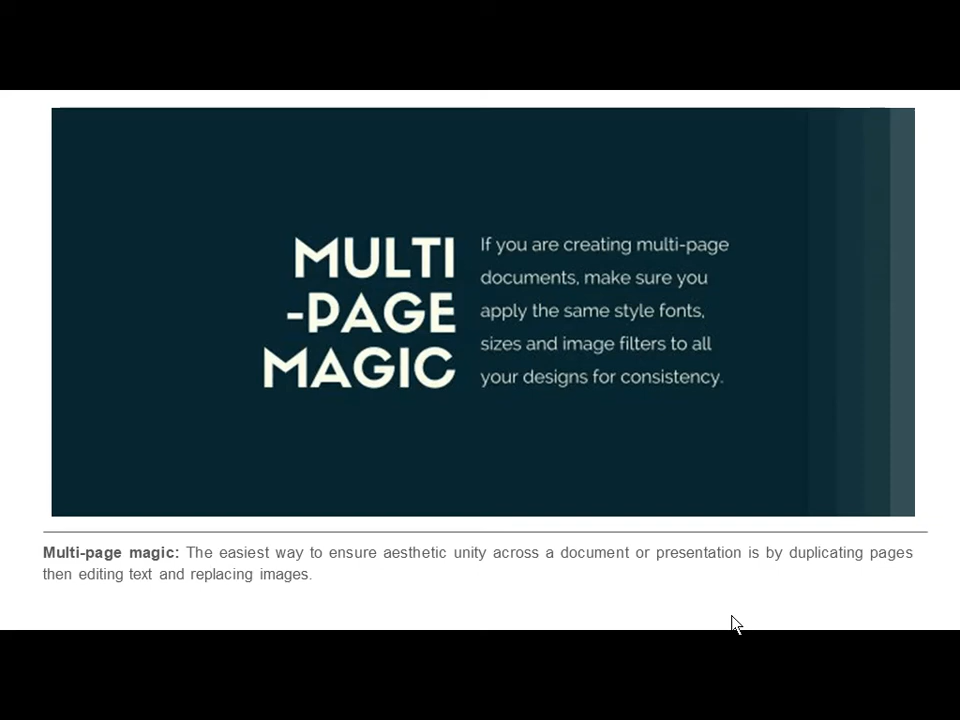 MULTI
-PAGE
MAGIC
If you are creating multi-page
documents, make sure you
apply the same style fonts,
sizes and image filters to all
your designs for consistency.
Multi-page magic: The easiest way to ensure aesthetic unity across a document or presentation is by duplicating pages
then editing text and replacing images.